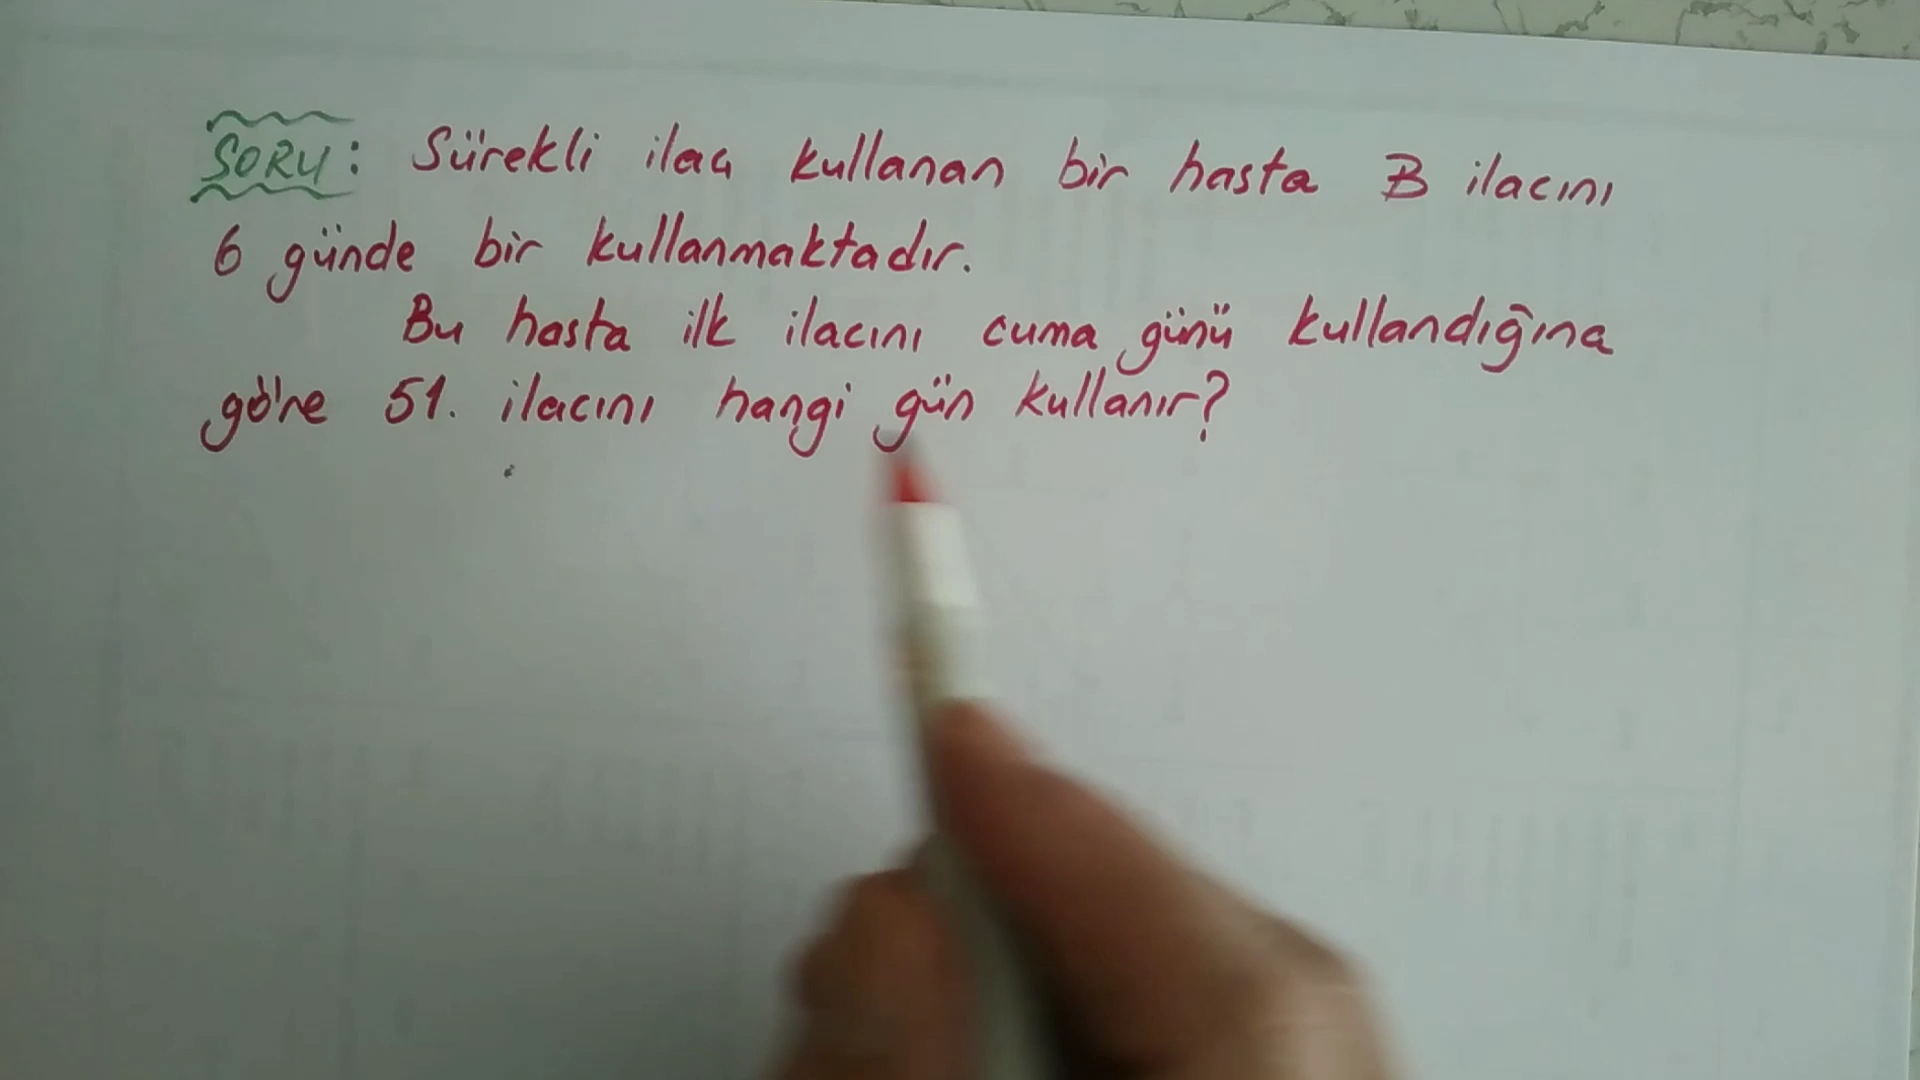 SORU: Sürekli ilaç kullanan bir hasta B ilacını
6 günde bir kullanmaktadır.
Bu hasta ilk ilacını cuma günü kullandığına
göre 51. ilacını hangi gün kullanır?